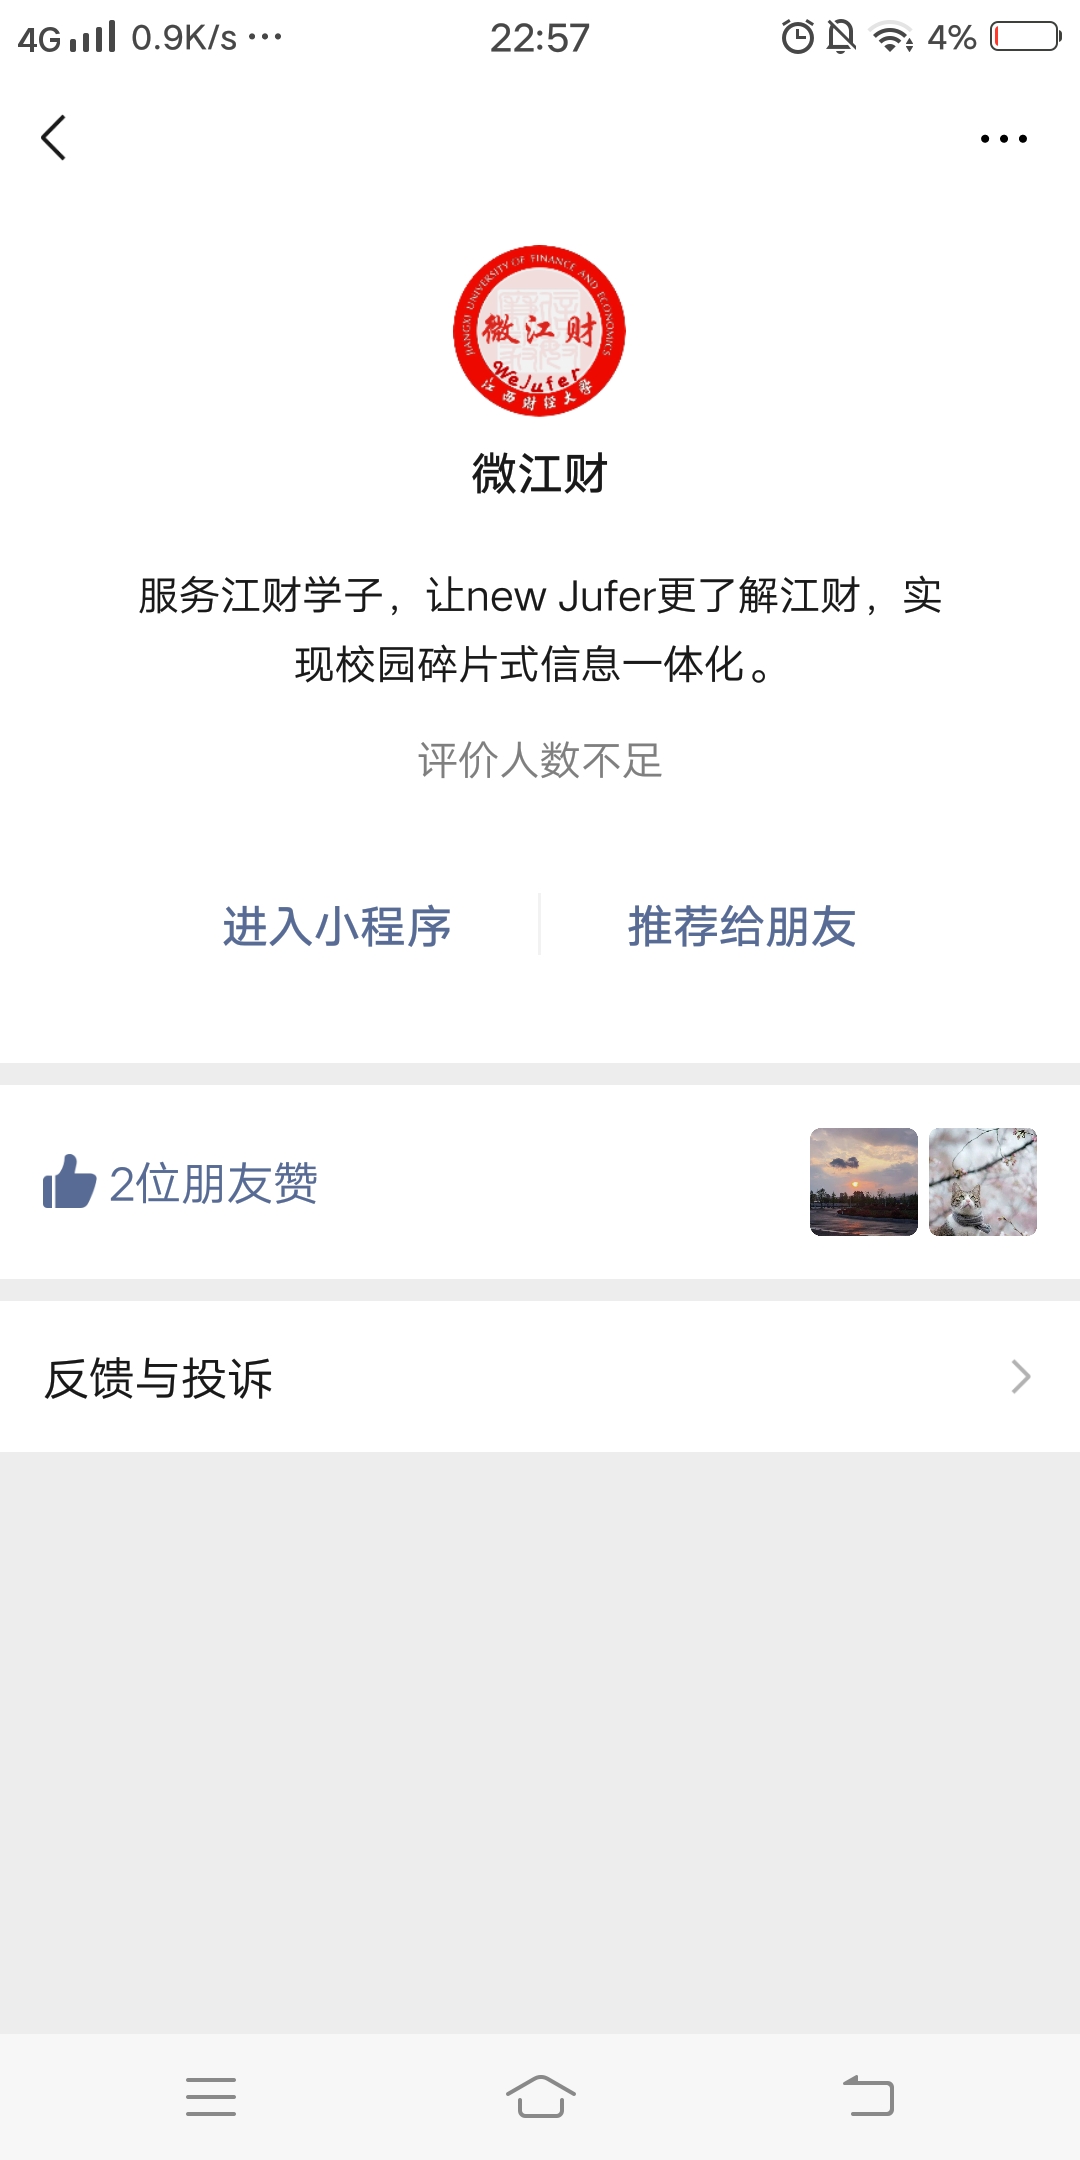 4G 0.9K/s ··· 22:57 4%
JIANGXI UNIVERSITY OF FINANCE AND ECONOMICS
微江财
Wejufer
江西财经大学
微江财
服务江财学子，让new Jufer更了解江财，实
现校园碎片式信息一体化。
评价人数不足
进入小程序 推荐给朋友
2位朋友赞
反馈与投诉